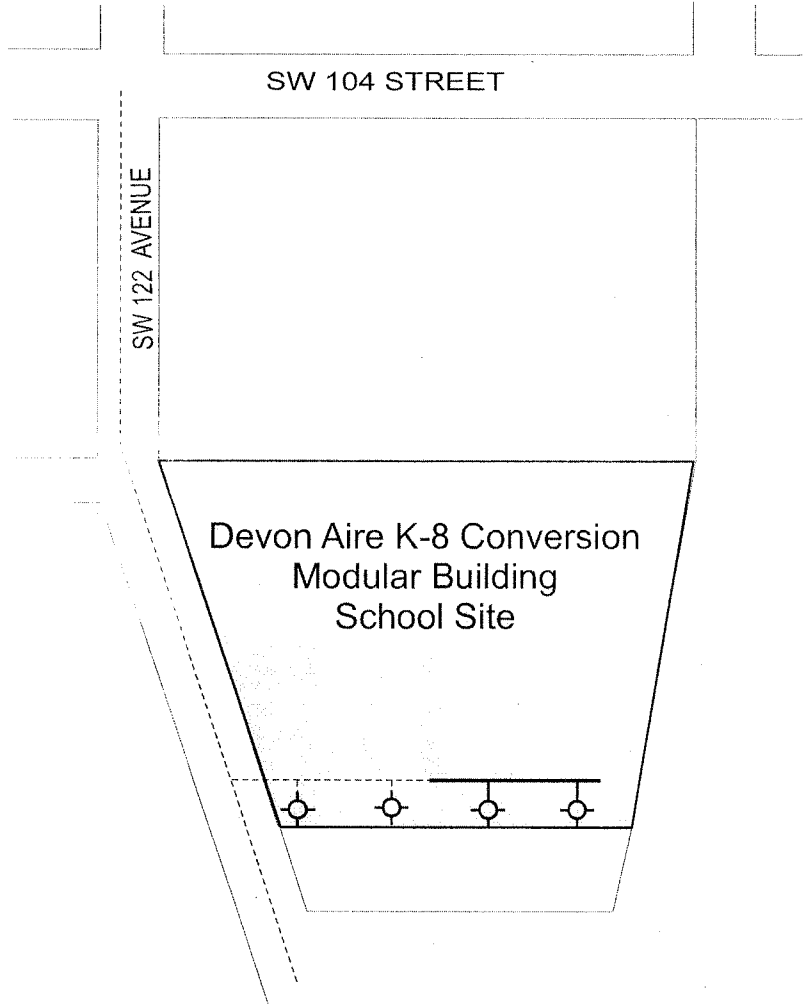 SW 104 STREET
SW 122 AVENUE
Devon Aire K-8 Conversion
Modular Building
School Site